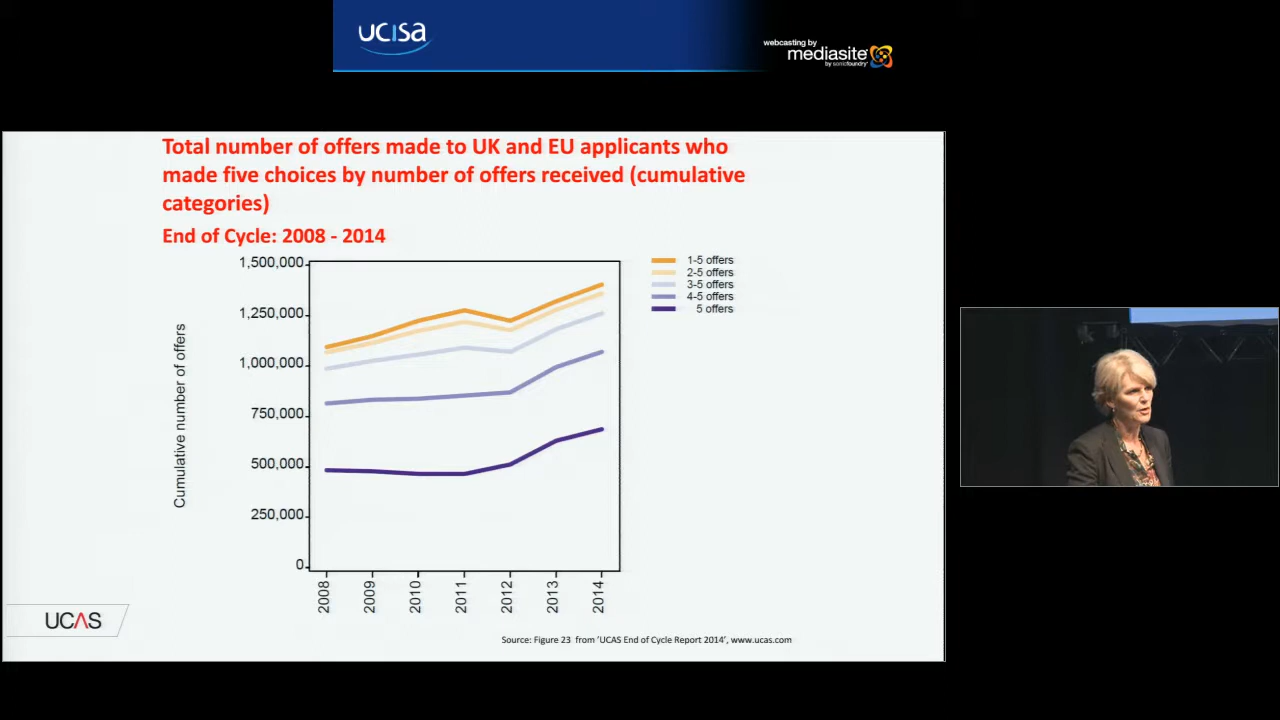 ucisa
webcasting by
mediasite
by sonicfoundry
Total number of offers made to UK and EU applicants who
made five choices by number of offers received (cumulative
categories)
End of Cycle: 2008 - 2014
Cumulative number of offers
1,500,000
1,250,000
1,000,000
750,000
500,000
250,000
0
2008
2009
2010
2011
2012
2013
2014
1-5 offers
2-5 offers
3-5 offers
4-5 offers
5 offers
UCAS
Source: Figure 23 from 'UCAS End of Cycle Report 2014', www.ucas.com